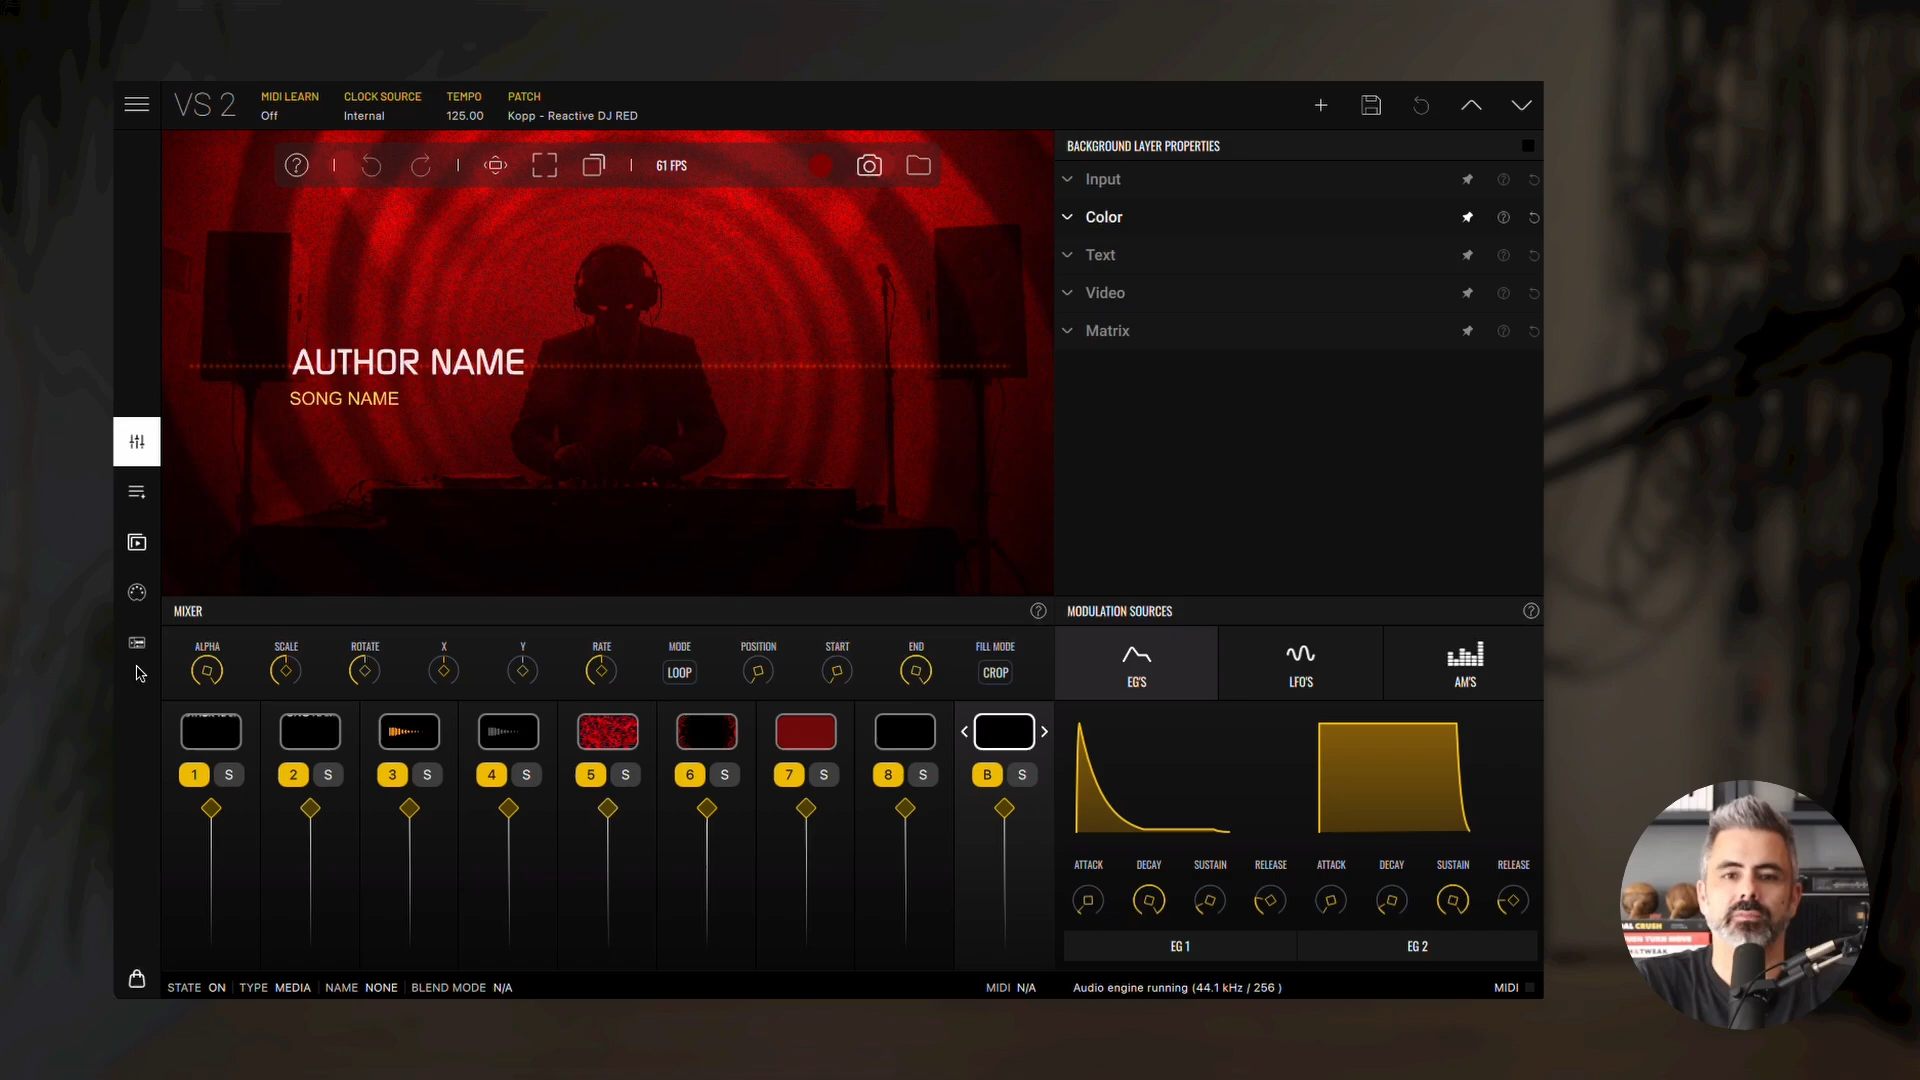 VS 2
MIDI LEARN
Off
CLOCK SOURCE
Internal
TEMPO
125.00
PATCH
Kopp - Reactive DJ RED
61 FPS
AUTHOR NAME
SONG NAME
BACKGROUND LAYER PROPERTIES
Input
Color
Text
Video
Matrix
MIXER
ALPHA SCALE ROTATE X Y RATE MODE POSITION START END FILL MODE
LOOP CROP
1 S 2 S 3 S 4 S 5 S 6 S 7 S 8 S B S
MODULATION SOURCES
EG'S LFO'S AM'S
ATTACK DECAY SUSTAIN RELEASE ATTACK DECAY SUSTAIN RELEASE
EG 1 EG 2
STATE ON TYPE MEDIA NAME NONE BLEND MODE N/A MIDI N/A
Audio engine running (44.1 kHz / 256 ) MIDI